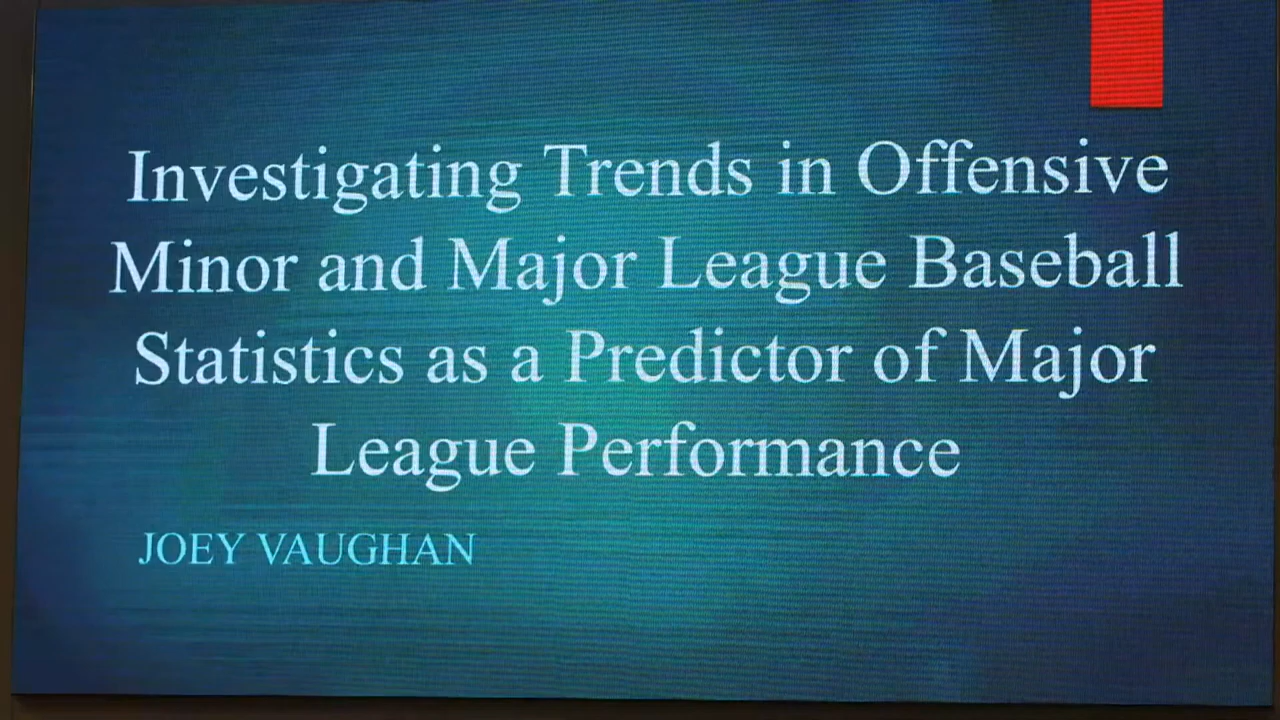 Investigating Trends in Offensive
Minor and Major League Baseball
Statistics as a Predictor of Major
League Performance
JOEY VAUGHAN